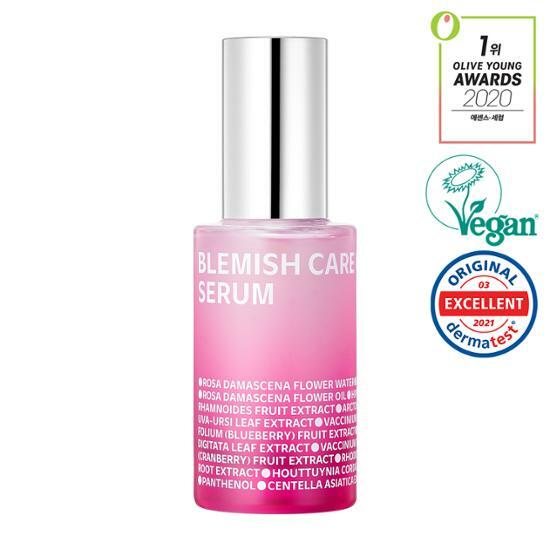 1위
OLIVE YOUNG
AWARDS
2020
에센스·세럼
Vegan
ORIGINAL
03
EXCELLENT
2021
dermatest®
BLEMISH CARE
SERUM
●ROSA DAMASCENA FLOWER WATER
●ROSA DAMASCENA FLOWER OIL●
RHAMNOIDES FRUIT EXTRACT●
UVA-URSI LEAF EXTRACT●VACCINIUM
FOLIUM (BLUEBERRY) FRUIT EXTRACT
DIGITATA LEAF EXTRACT●VACCINIUM
(CRANBERRY) FRUIT EXTRACT●
ROOT EXTRACT●HOUTTUYNIA
●PANTHENOL●CENTELLA ASIATICA